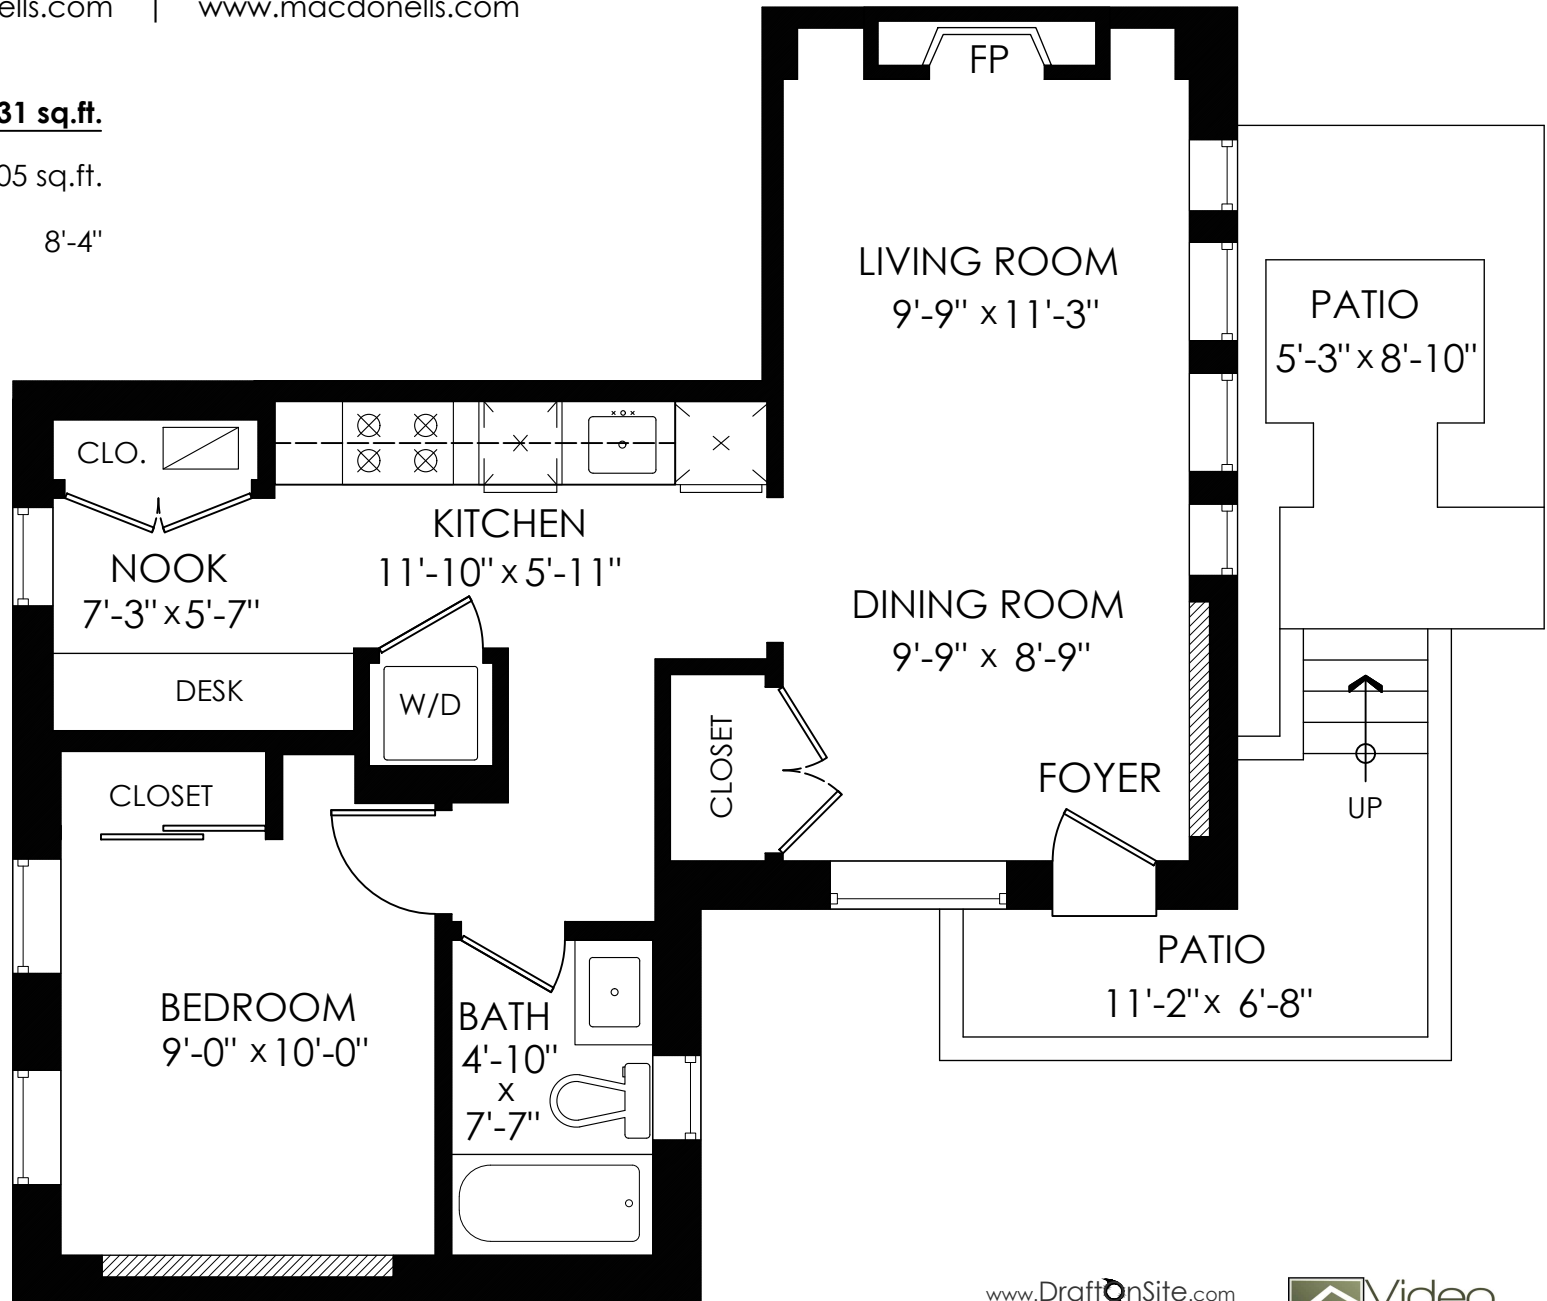 ells.com | www.macdonells.com
31 sq.ft.
05 sq.ft.
8'-4"
FP
LIVING ROOM
9'-9" x 11'-3"
PATIO
5'-3" x 8'-10"
CLO.
KITCHEN
11'-10" x 5'-11"
NOOK
7'-3" x 5'-7"
DINING ROOM
9'-9" x 8'-9"
DESK
W/D
CLOSET
FOYER
CLOSET
UP
PATIO
11'-2" x 6'-8"
BEDROOM
9'-0" x 10'-0"
BATH
4'-10"
x
7'-7"
www.DraftOnSite.com
Video